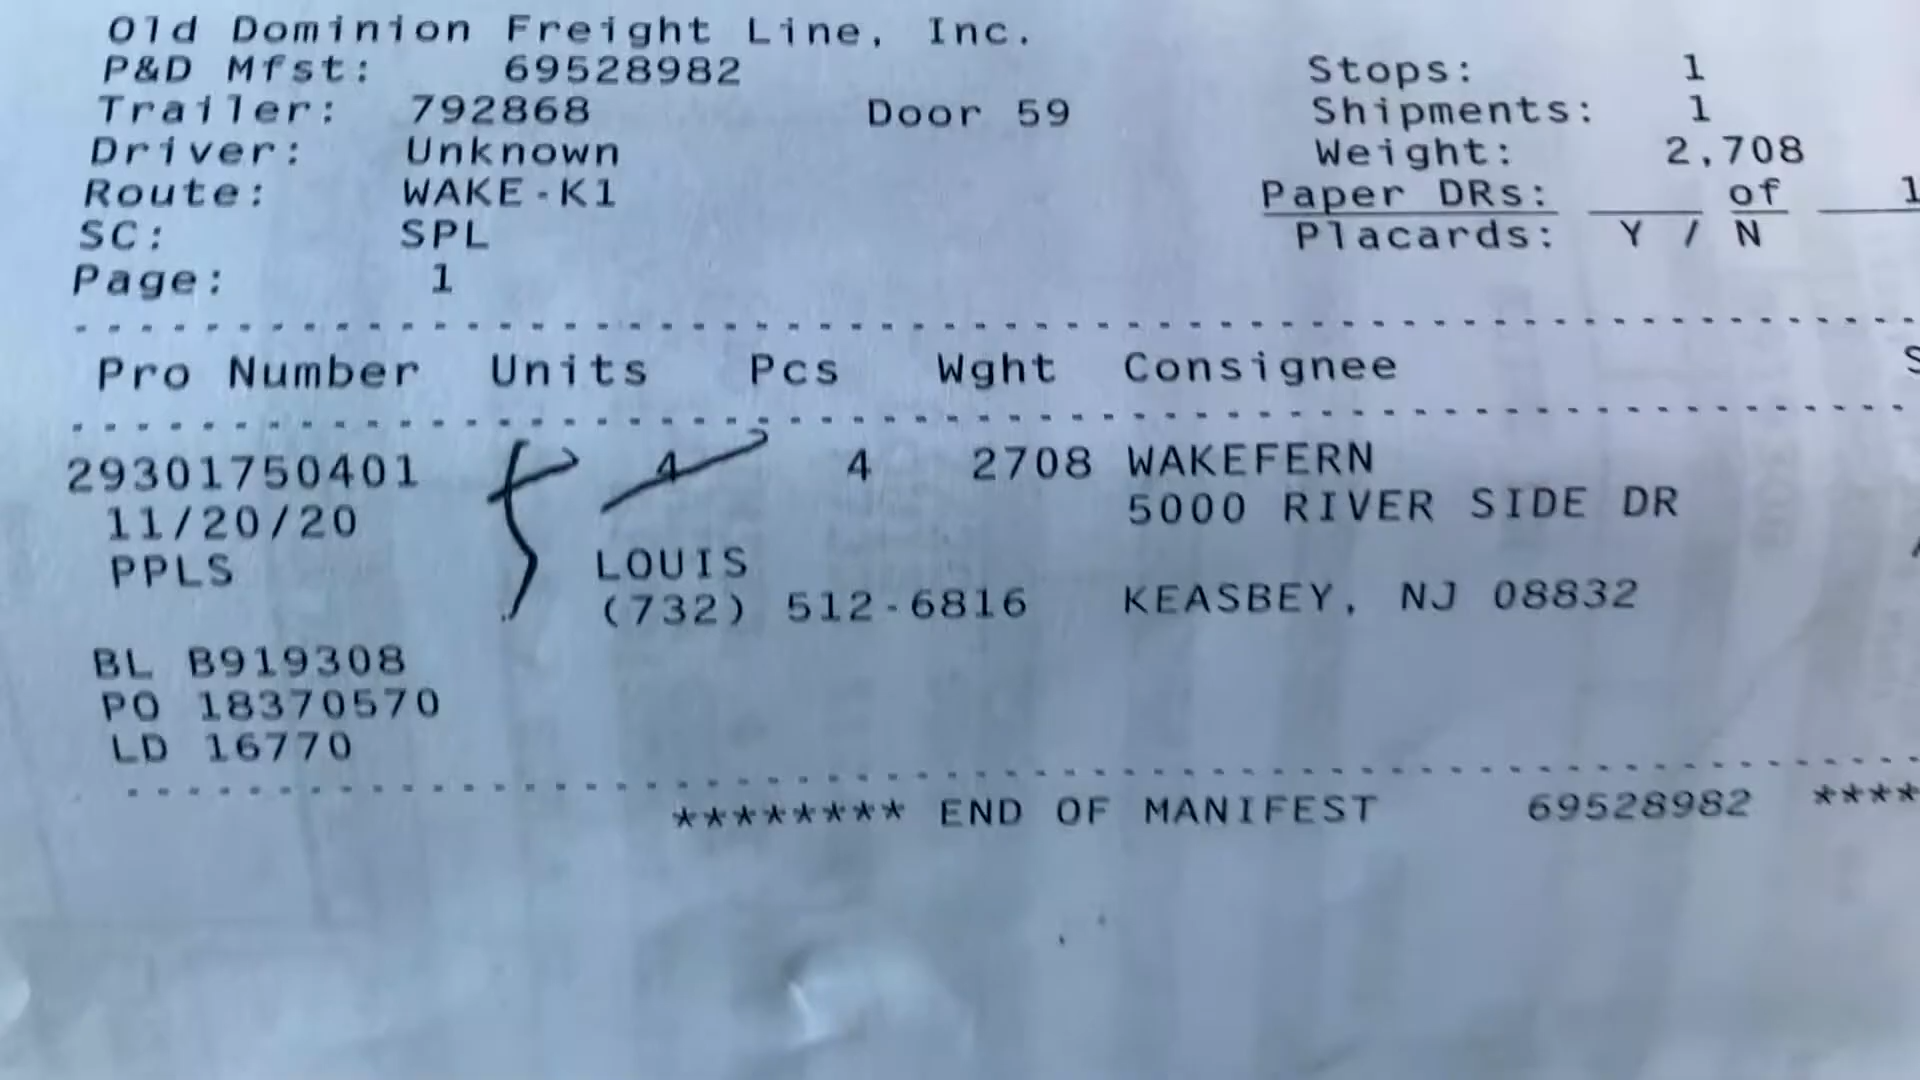 Old Dominion Freight Line, Inc.
P&D Mfst: 69528982 Stops: 1
Trailer: 792868 Door 59 Shipments: 1
Driver: Unknown Weight: 2,708
Route: WAKE-K1 Paper DRs: ____ of ____ 1
SC: SPL Placards: Y / N
Page: 1
Pro Number Units Pcs Wght Consignee S
29301750401 4 4 2708 WAKEFERN
11/20/20 5000 RIVER SIDE DR
PPLS LOUIS
(732) 512-6816 KEASBEY, NJ 08832
BL B919308
PO 18370570
LD 16770
******** END OF MANIFEST 69528982 ****